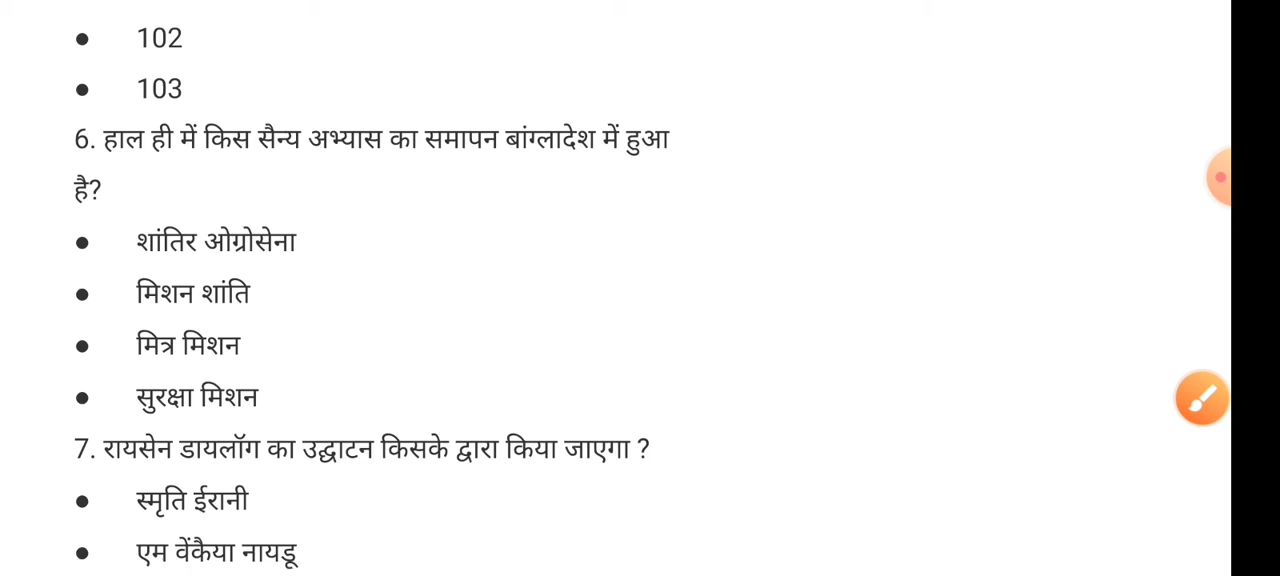 ● 102
● 103
6. हाल ही में किस सैन्य अभ्यास का समापन बांग्लादेश में हुआ
है?
● शांतिर ओग्रोसेना
● मिशन शांति
● मित्र मिशन
● सुरक्षा मिशन
7. रायसेन डायलॉग का उद्घाटन किसके द्वारा किया जाएगा ?
● स्मृति ईरानी
● एम वेंकैया नायडू